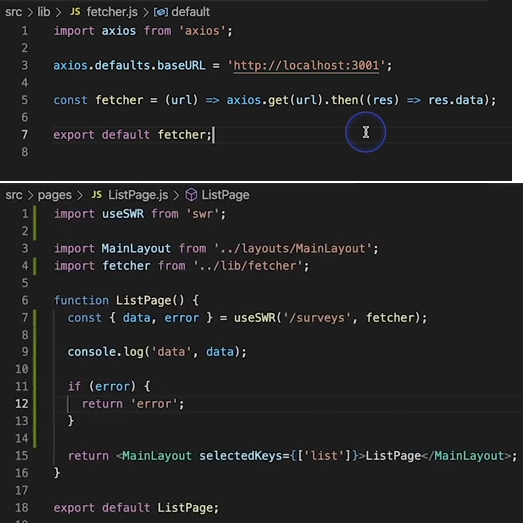 src > lib > JS fetcher.js > default
1 import axios from 'axios';
2
3 axios.defaults.baseURL = 'http://localhost:3001';
4
5 const fetcher = (url) => axios.get(url).then((res) => res.data);
6
7 export default fetcher;
8
src > pages > JS ListPage.js > ListPage
1 import useSWR from 'swr';
2
3 import MainLayout from '../layouts/MainLayout';
4 import fetcher from '../lib/fetcher';
5
6 function ListPage() {
7 const { data, error } = useSWR('/surveys', fetcher);
8
9 console.log('data', data);
10
11 if (error) {
12 return 'error';
13 }
14
15 return <MainLayout selectedKeys={['list']}>ListPage</MainLayout>;
16 }
17
18 export default ListPage;